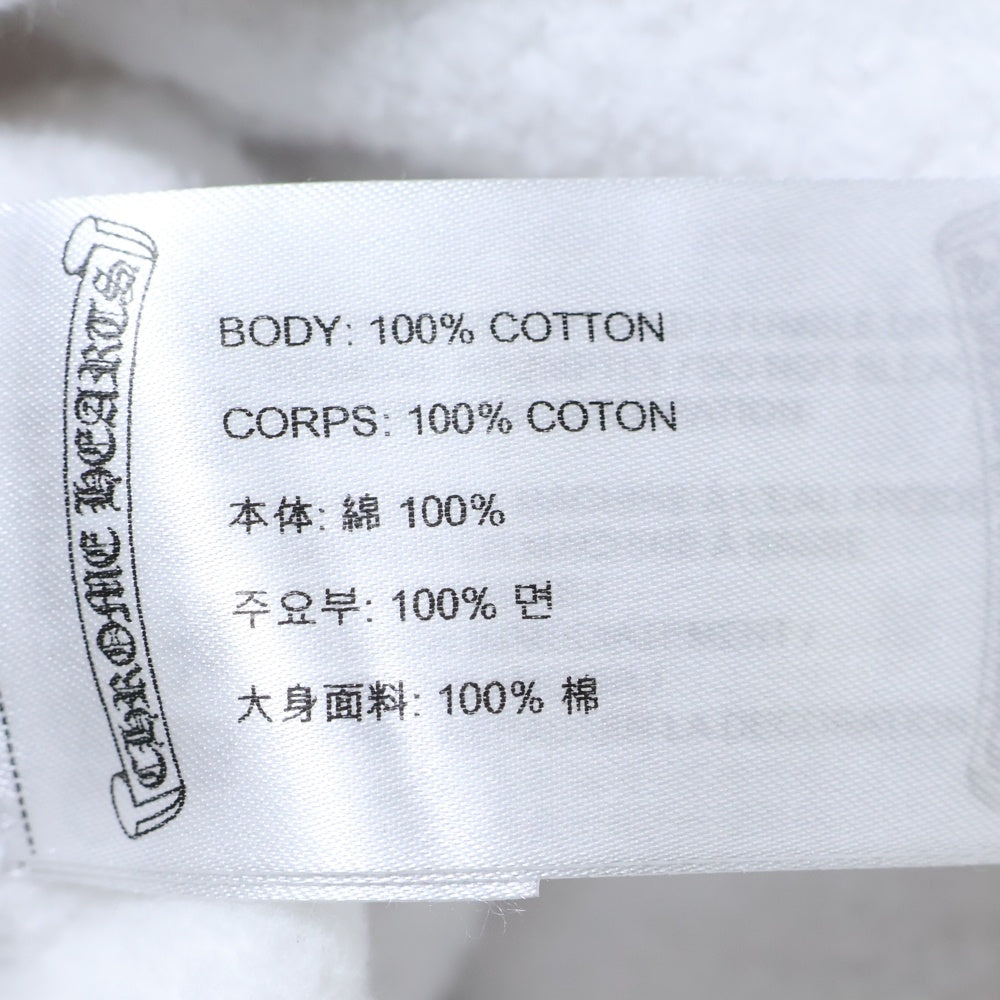 CHROME HEARTS
BODY: 100% COTTON
CORPS: 100% COTON
本体: 綿 100%
주요부: 100% 면
大身面料: 100% 棉